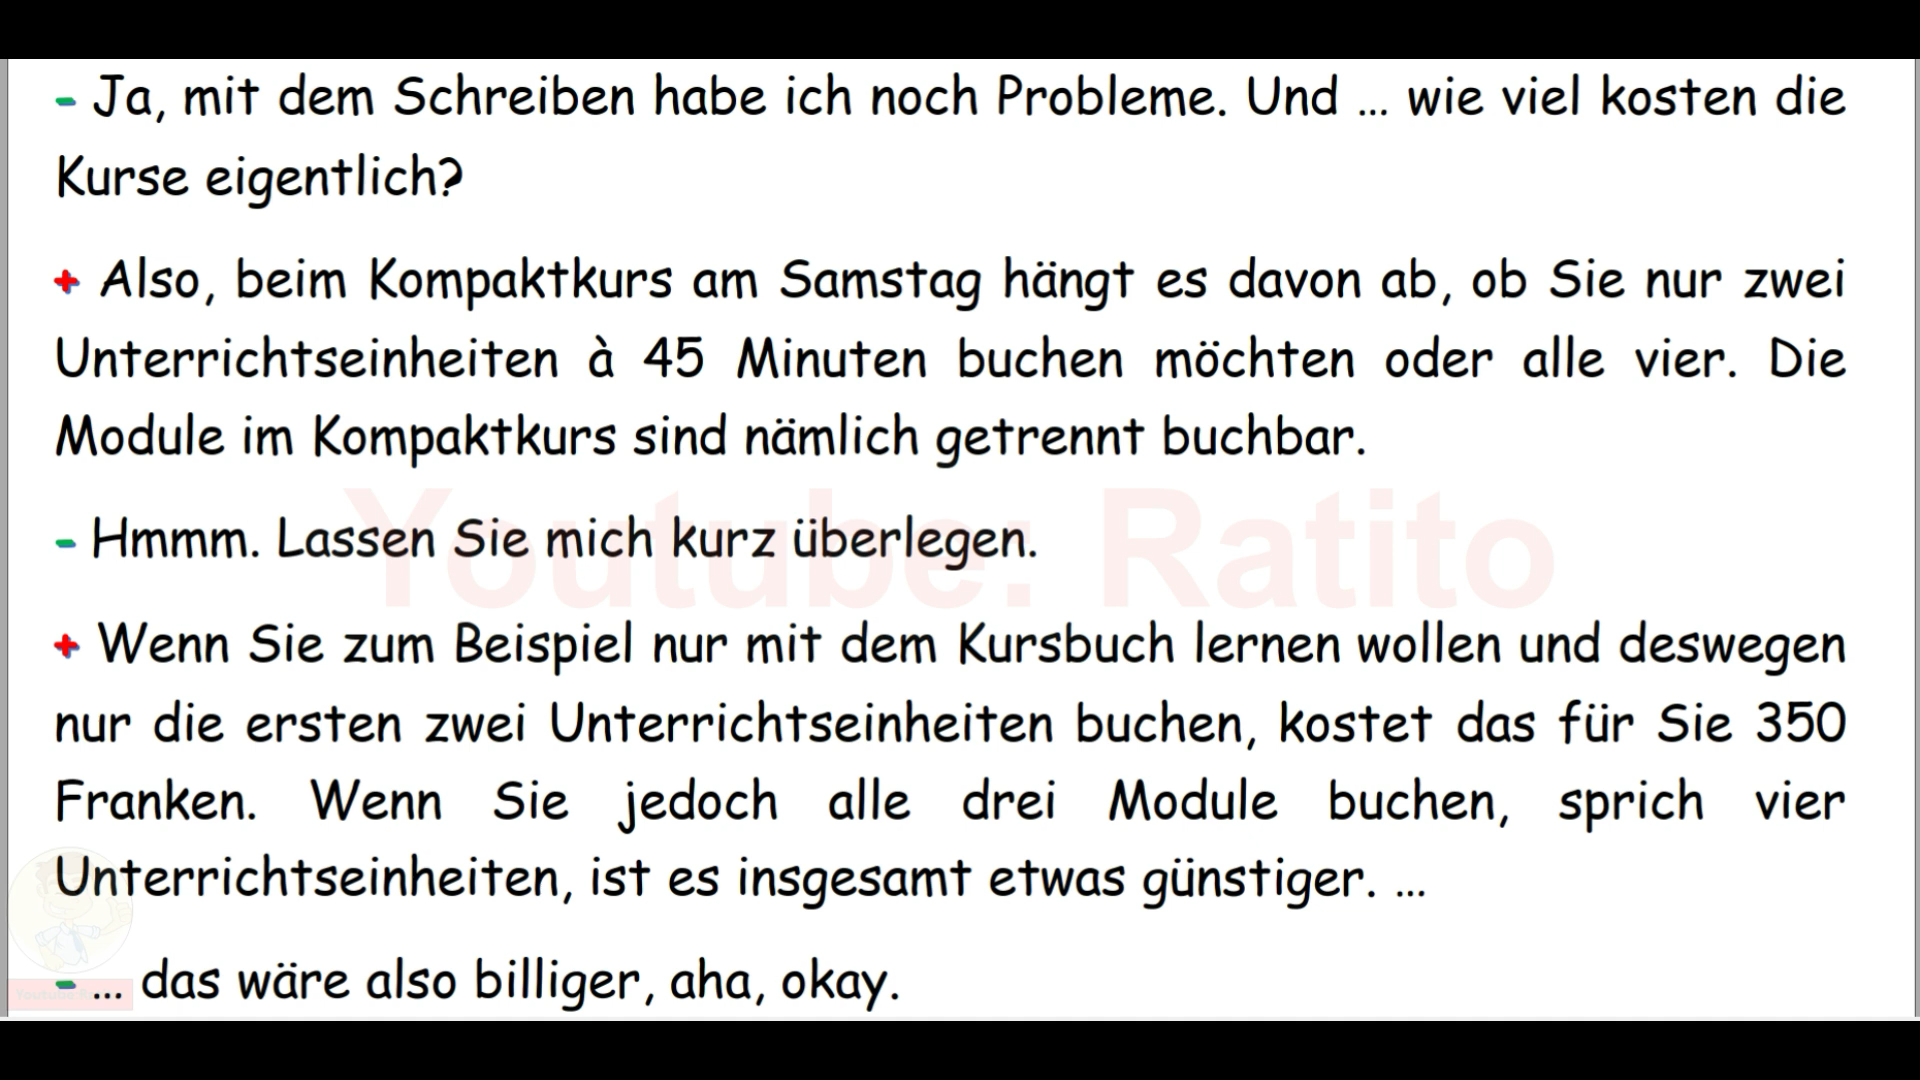 - Ja, mit dem Schreiben habe ich noch Probleme. Und ... wie viel kosten die
Kurse eigentlich?
+ Also, beim Kompaktkurs am Samstag hängt es davon ab, ob Sie nur zwei
Unterrichtseinheiten à 45 Minuten buchen möchten oder alle vier. Die
Module im Kompaktkurs sind nämlich getrennt buchbar.
- Hmmm. Lassen Sie mich kurz überlegen.
Youtube: Ratito
+ Wenn Sie zum Beispiel nur mit dem Kursbuch lernen wollen und deswegen
nur die ersten zwei Unterrichtseinheiten buchen, kostet das für Sie 350
Franken. Wenn Sie jedoch alle drei Module buchen, sprich vier
Unterrichtseinheiten, ist es insgesamt etwas günstiger. ...
- ... das wäre also billiger, aha, okay.